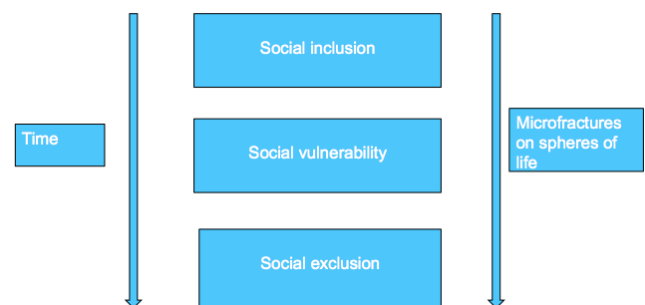 Social inclusion
Time
Social vulnerability
Microfractures
on spheres of
life
Social exclusion